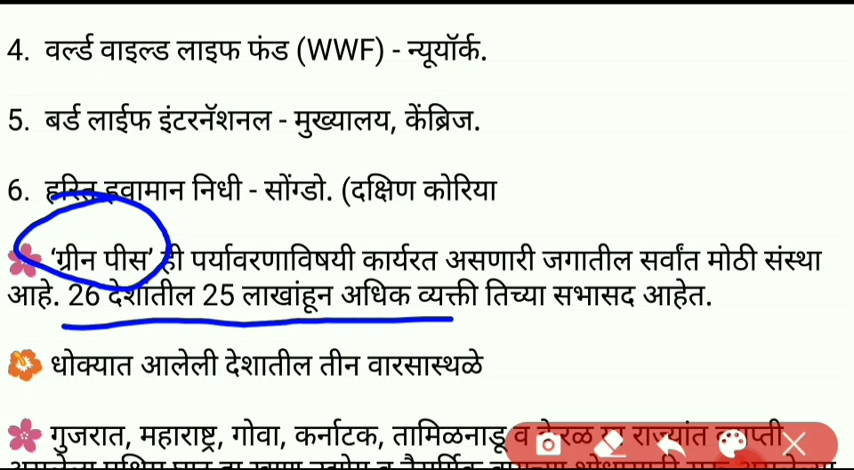 4. वर्ल्ड वाइल्ड लाइफ फंड (WWF) - न्यूयॉर्क.
5. बर्ड लाईफ इंटरनॅशनल - मुख्यालय, केंब्रिज.
6. हरित हवामान निधी - सोंग्डो. (दक्षिण कोरिया
‘ग्रीन पीस’ ही पर्यावरणाविषयी कार्यरत असणारी जगातील सर्वांत मोठी संस्था
आहे. 26 देशांतील 25 लाखांहून अधिक व्यक्ती तिच्या सभासद आहेत.
धोक्यात आलेली देशातील तीन वारसास्थळे
गुजरात, महाराष्ट्र, गोवा, कर्नाटक, तामिळनाडू व केरळ राज्यांत